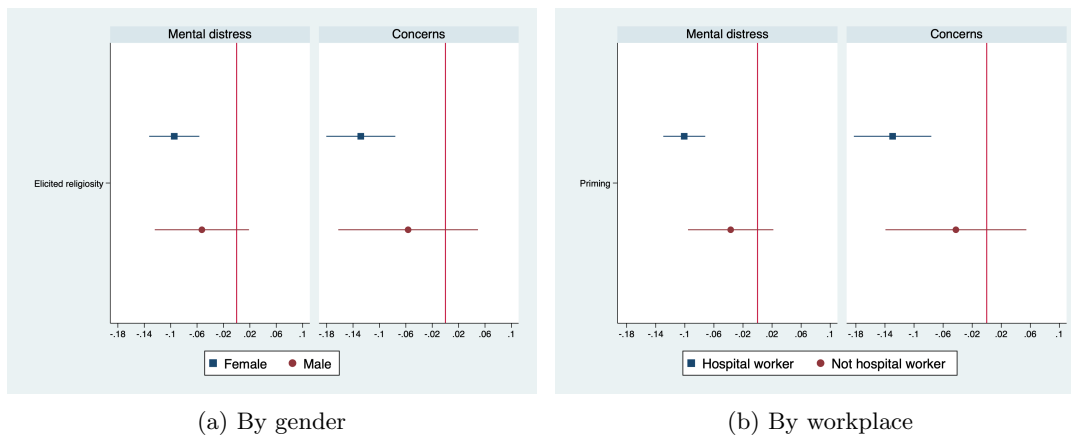 Mental distress Concerns
Elicited religiosity
-.18 -.14 -.1 -.06 -.02 .02 .06 .1 -.18 -.14 -.1 -.06 -.02 .02 .06 .1
Female Male
(a) By gender
Mental distress Concerns
Priming
-.18 -.14 -.1 -.06 -.02 .02 .06 .1 -.18 -.14 -.1 -.06 -.02 .02 .06 .1
Hospital worker Not hospital worker
(b) By workplace